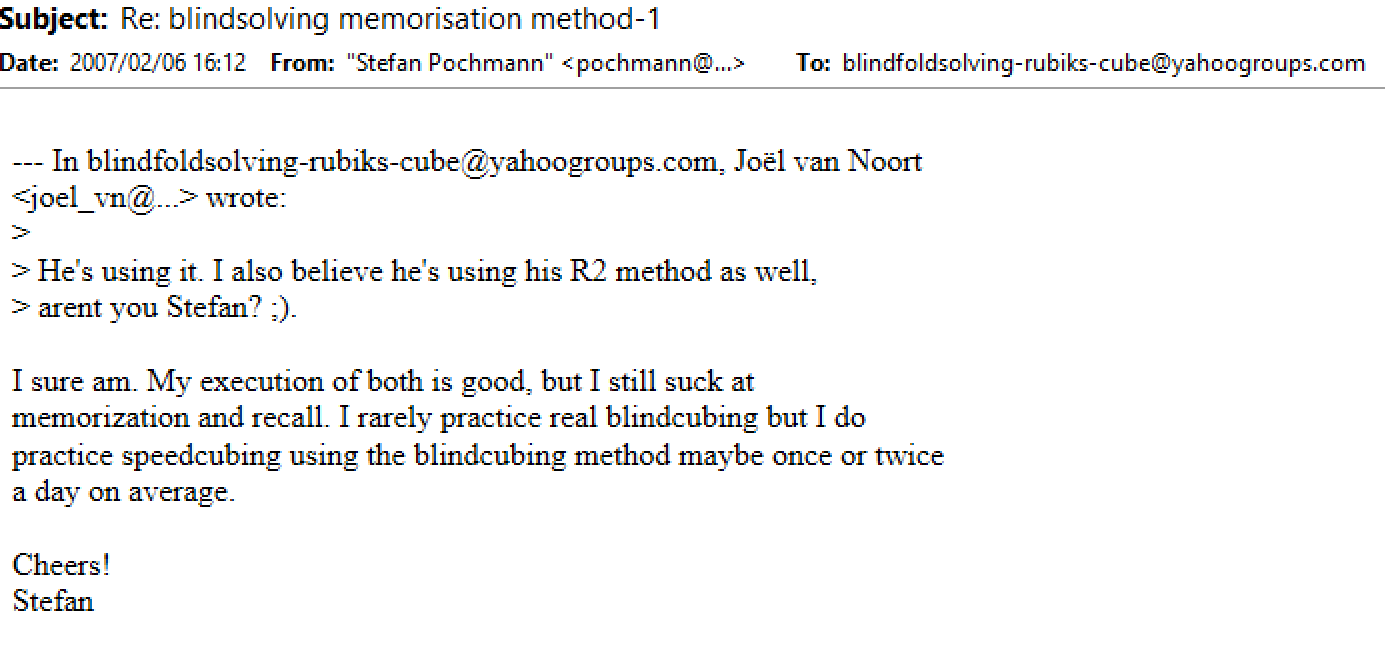 Subject: Re: blindsolving memorisation method-1
Date: 2007/02/06 16:12 From: "Stefan Pochmann" <pochmann@...> To: blindfoldsolving-rubiks-cube@yahoogroups.com
--- In blindfoldsolving-rubiks-cube@yahoogroups.com, Joël van Noort
<joel_vn@...> wrote:
>
> He's using it. I also believe he's using his R2 method as well,
> arent you Stefan? ;).
I sure am. My execution of both is good, but I still suck at
memorization and recall. I rarely practice real blindcubing but I do
practice speedcubing using the blindcubing method maybe once or twice
a day on average.
Cheers!
Stefan